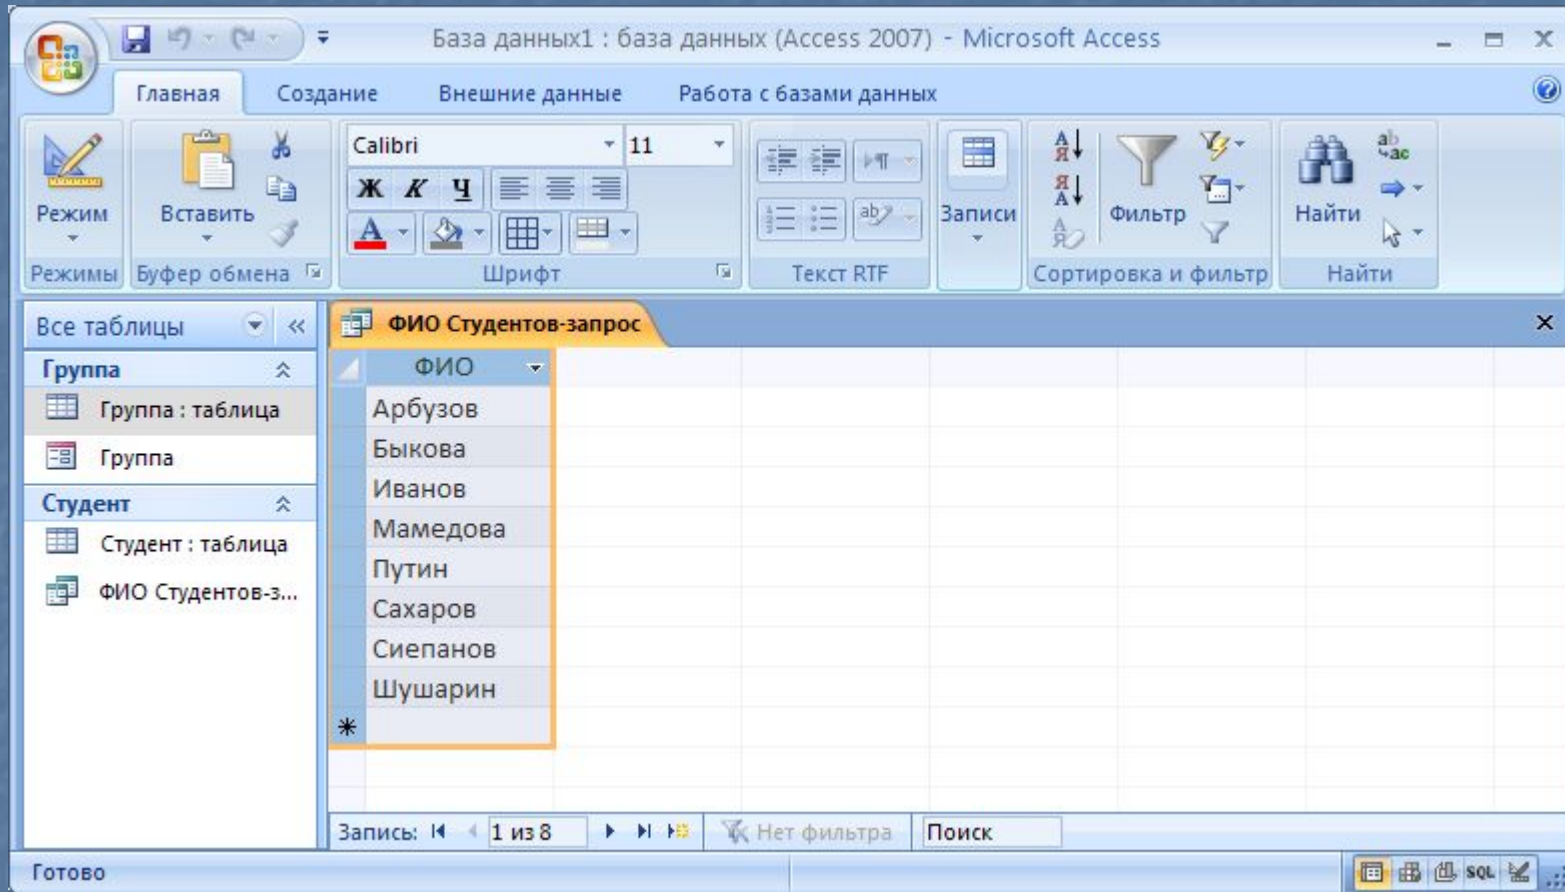 База данных1 : база данных (Access 2007) - Microsoft Access
Главная Создание Внешние данные Работа с базами данных
Calibri 11
Ж К Ч
Режим Вставить Записи Фильтр Найти
Режимы Буфер обмена Шрифт Текст RTF Сортировка и фильтр Найти
Все таблицы
Группа
Группа : таблица
Группа
Студент
Студент : таблица
ФИО Студентов-з...
ФИО Студентов-запрос
ФИО
Арбузов
Быкова
Иванов
Мамедова
Путин
Сахаров
Сиепанов
Шушарин
Запись: 1 из 8 Нет фильтра Поиск
Готово SQL